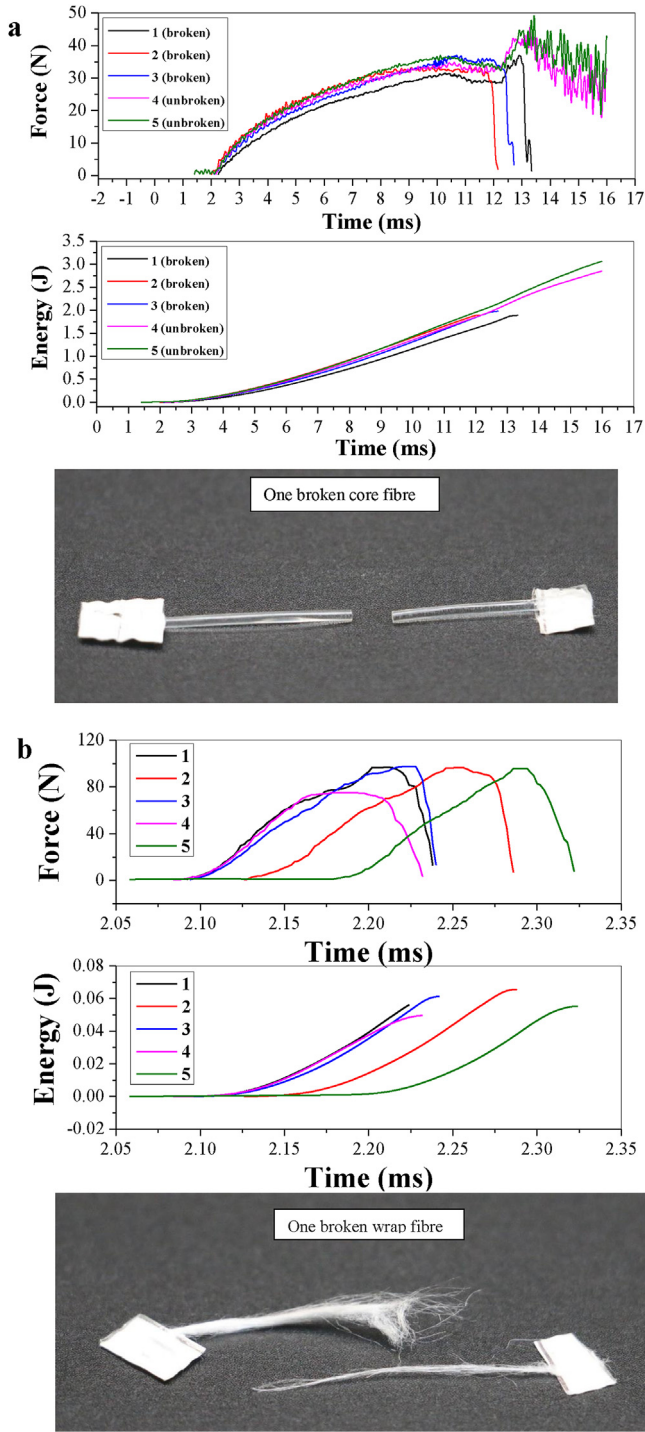 a
50
40
30
20
10
0
Force (N)
1 (broken)
2 (broken)
3 (broken)
4 (unbroken)
5 (unbroken)
-2 -1 0 1 2 3 4 5 6 7 8 9 10 11 12 13 14 15 16 17
Time (ms)
3.5
3.0
2.5
2.0
1.5
1.0
0.5
0.0
Energy (J)
1 (broken)
2 (broken)
3 (broken)
4 (unbroken)
5 (unbroken)
0 1 2 3 4 5 6 7 8 9 10 11 12 13 14 15 16 17
Time (ms)
One broken core fibre
b
120
80
40
0
Force (N)
1
2
3
4
5
2.05 2.10 2.15 2.20 2.25 2.30 2.35
Time (ms)
0.08
0.06
0.04
0.02
0.00
-0.02
Energy (J)
1
2
3
4
5
2.05 2.10 2.15 2.20 2.25 2.30 2.35
Time (ms)
One broken wrap fibre